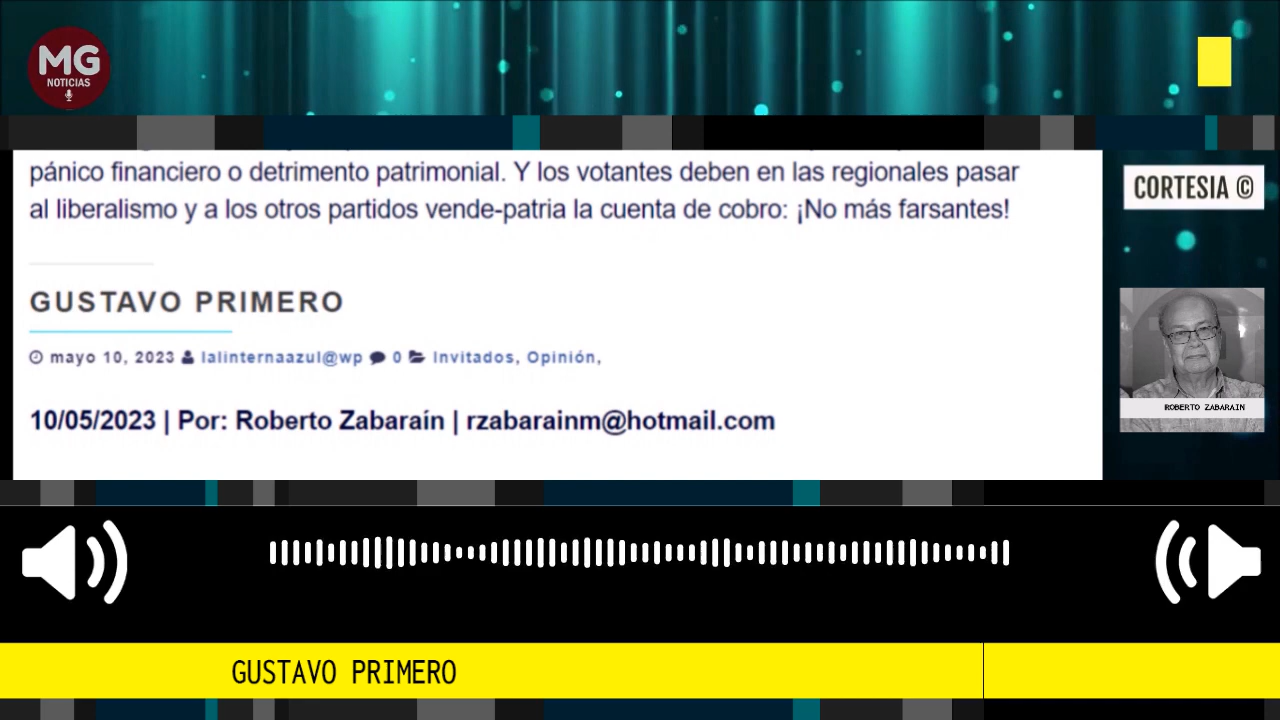 MG
NOTICIAS
pánico financiero o detrimento patrimonial. Y los votantes deben en las regionales pasar
al liberalismo y a los otros partidos vende-patria la cuenta de cobro: ¡No más farsantes!
CORTESIA ©
GUSTAVO PRIMERO
mayo 10, 2023 lalinternaazul@wp 0 Invitados, Opinión,
10/05/2023 | Por: Roberto Zabaraín | rzabarainm@hotmail.com
ROBERTO ZABARAIN
GUSTAVO PRIMERO